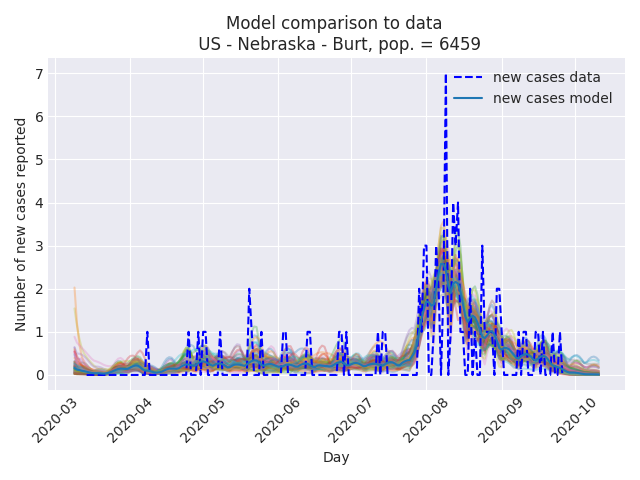 Model comparison to data
US - Nebraska - Burt, pop. = 6459
new cases data
new cases model
Number of new cases reported
7
6
5
4
3
2
1
0
2020-03
2020-04
2020-05
2020-06
2020-07
2020-08
2020-09
2020-10
Day